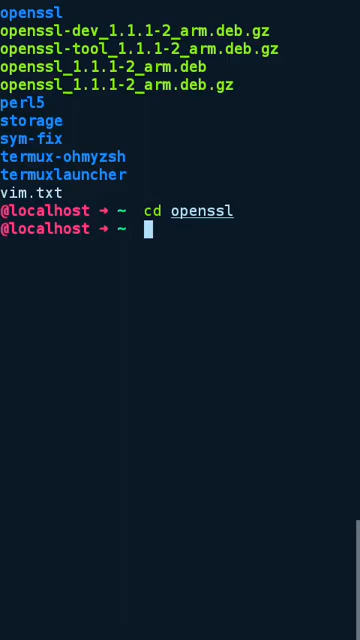 openssl
openssl-dev_1.1.1-2_arm.deb.gz
openssl-tool_1.1.1-2_arm.deb.gz
openssl_1.1.1-2_arm.deb
openssl_1.1.1-2_arm.deb.gz
perl5
storage
sym-fix
termux-ohmyzsh
termuxlauncher
vim.txt
@localhost ➜ ~ cd openssl
@localhost ➜ ~